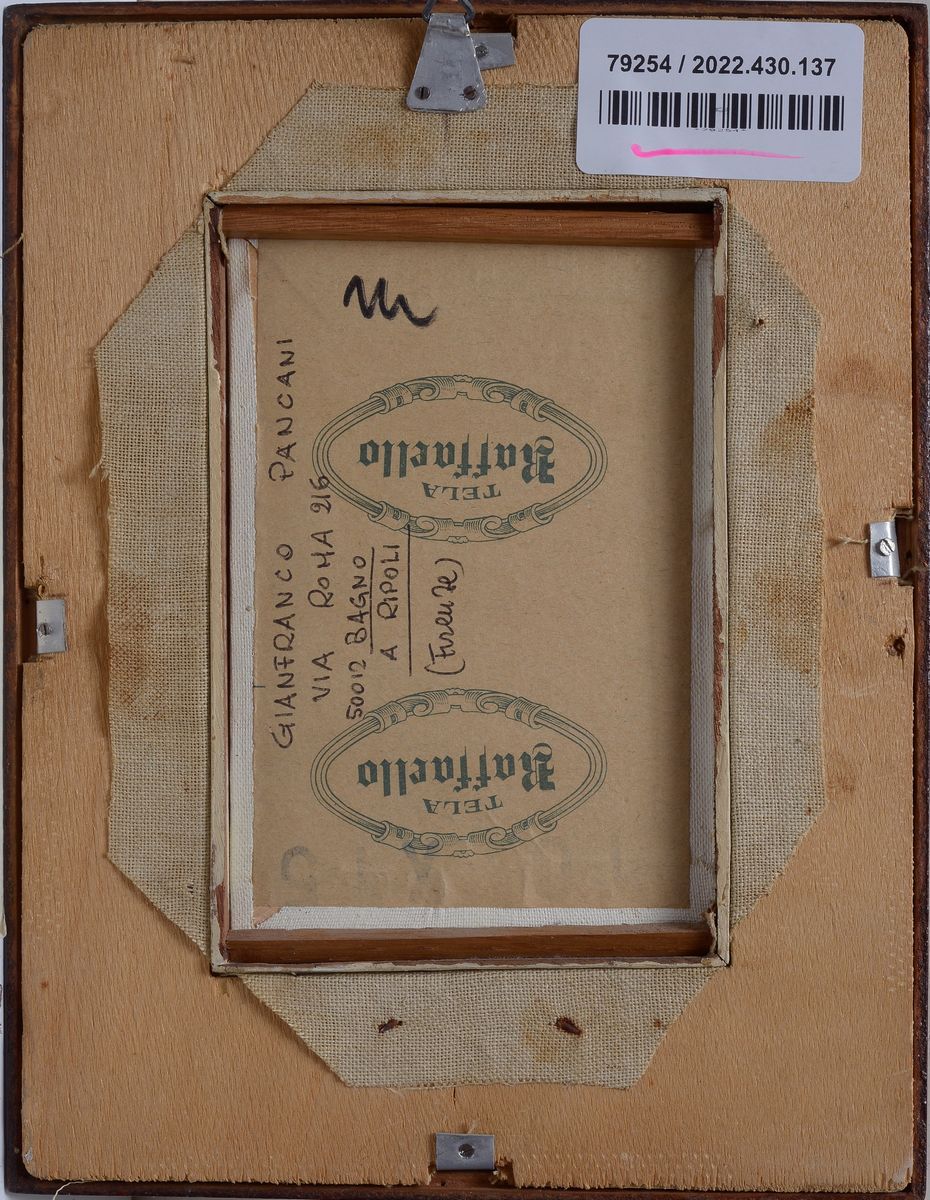 79254 / 2022.430.137
GIANFRANCO PANCANI
VIA ROMA 216
50012 BAGNO
A RIPOLI
(Firenze)
TELA
Raffaello
TELA
Raffaello